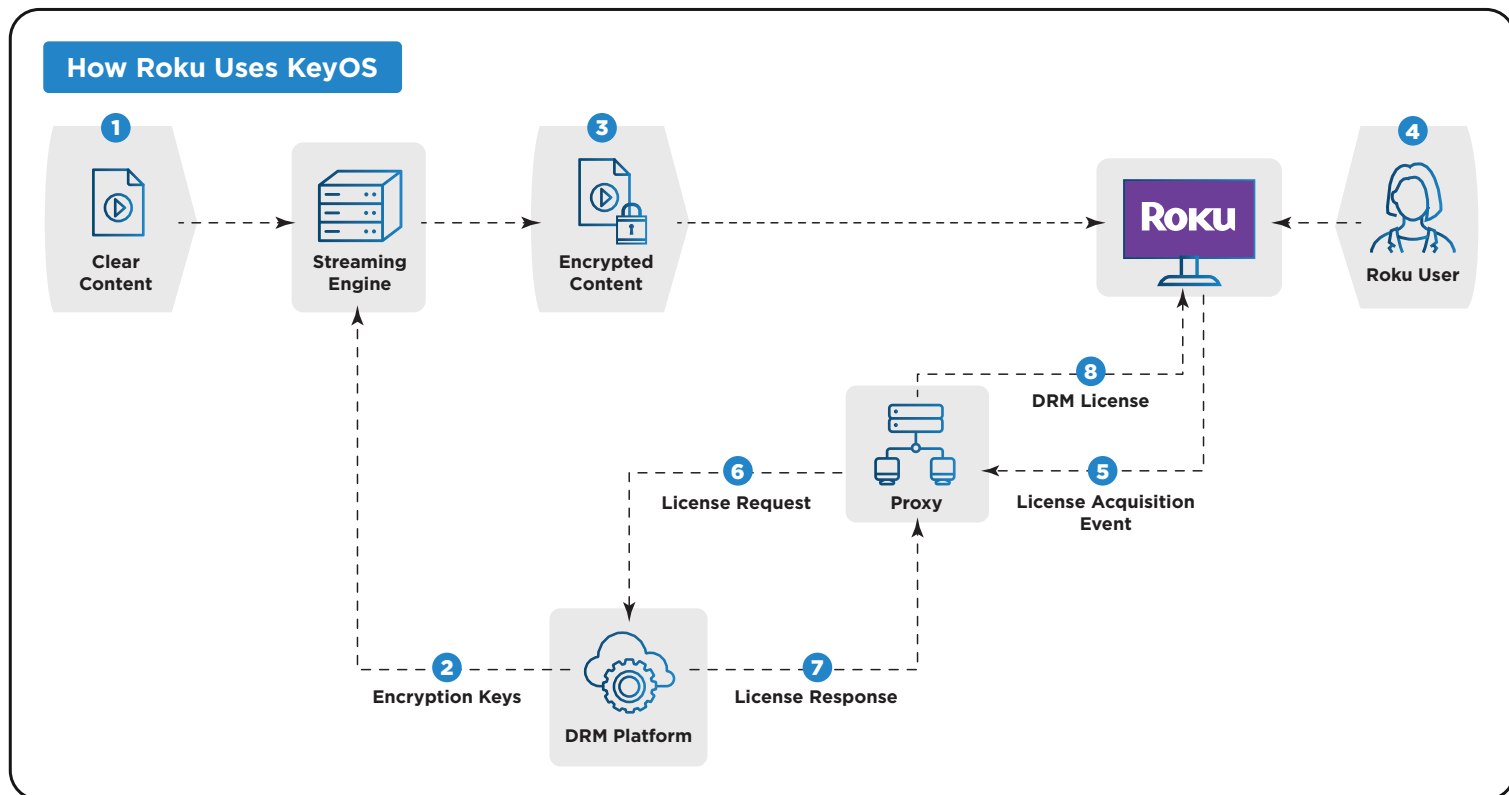 How Roku Uses KeyOS
1
3
4
Roku
Clear
Content
Streaming
Engine
Encrypted
Content
Roku User
8
DRM License
6
License Request
Proxy
5
License Acquisition
Event
2
Encryption Keys
7
License Response
DRM Platform